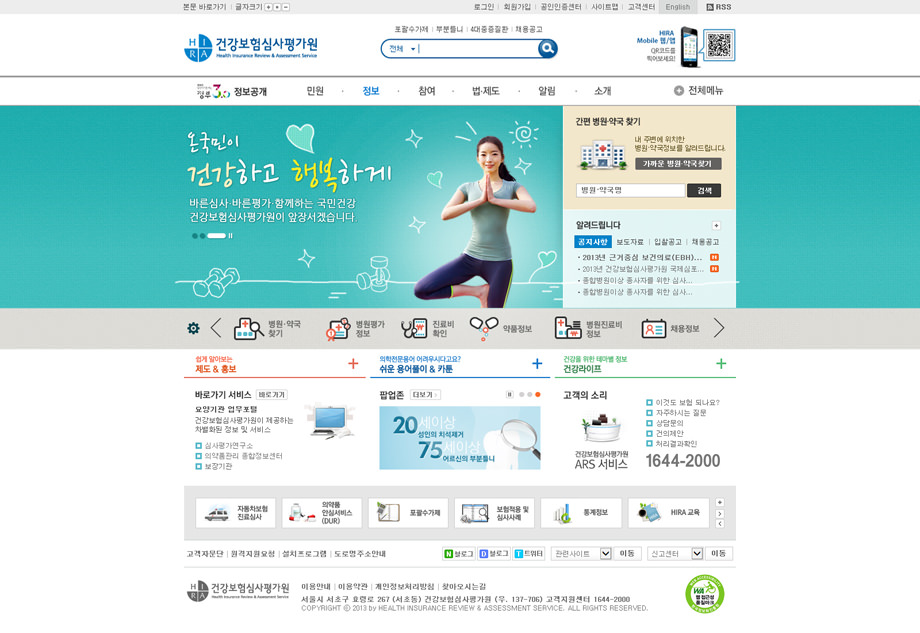 본문 바로가기 | 글자크기 + −
로그인 | 회원가입 | 공인인증센터 | 사이트맵 | 고객센터 English RSS
HIRA 건강보험심사평가원
Health Insurance Review & Assessment Service
포괄수가제 | 부분틀니 | 4대중증질환 | 채용공고
전체
HIRA
Mobile 웹/앱
QR코드를
찍어보세요!
정부3.0 정보공개
민원 · 정보 · 참여 · 법·제도 · 알림 · 소개
전체메뉴
온국민이
건강하고 행복하게
바른심사·바른평가·함께하는 국민건강
건강보험심사평가원이 앞장서겠습니다.
간편 병원·약국 찾기
내 주변에 위치한
병원·약국정보를 알려드립니다.
가까운 병원·약국찾기
병원·약국명 검색
알려드립니다 +
공지사항 보도자료 | 입찰공고 | 채용공고
· 2013년 근거중심 보건의료(EBH)...
· 2013년 건강보험심사평가원 국제심포...
· 종합병원이상 종사자를 위한 심사...
· 종합병원이상 종사자를 위한 심사...
병원·약국
찾기
병원평가
정보
진료비
확인
약품정보
병원진료비
정보
채용정보
쉽게 알아보는
제도 & 홍보
의학전문용어 어려우시다고요?
쉬운 용어풀이 & 카툰
건강을 위한 테마별 정보
건강라이프
바로가기 서비스 바로가기
요양기관 업무포털
건강보험심사평가원이 제공하는
차별화된 정보 및 서비스
심사평가연구소
의약품관리 종합정보센터
보장기관
팝업존 더보기
20세이상
성인의 치석제거
75세이상
어르신의 부분틀니
고객의 소리
건강보험심사평가원
ARS 서비스
이것도 보험 되나요?
자주하시는 질문
상담문의
건의제안
처리결과확인
1644-2000
자동차보험
진료심사
의약품
안심서비스
(DUR)
포괄수가제
보험적용 및
심사사례
통계정보
HIRA 교육
고객자문단 | 원격지원요청 | 설치프로그램 | 도로명주소안내
N 블로그 D 블로그 T 트위터
관련사이트 이동 신고센터 이동
HIRA 건강보험심사평가원
Health Insurance Review & Assessment Service
이용안내 | 이용약관 | 개인정보처리방침 | 찾아오시는길
서울시 서초구 효령로 267 (서초동) 건강보험심사평가원 (우. 137-706) 고객지원센터 1644-2000
COPYRIGHT ⓒ 2013 by HEALTH INSURANCE REVIEW & ASSESSMENT SERVICE. ALL RIGHTS RESERVED.
WA
웹 접근성
품질마크